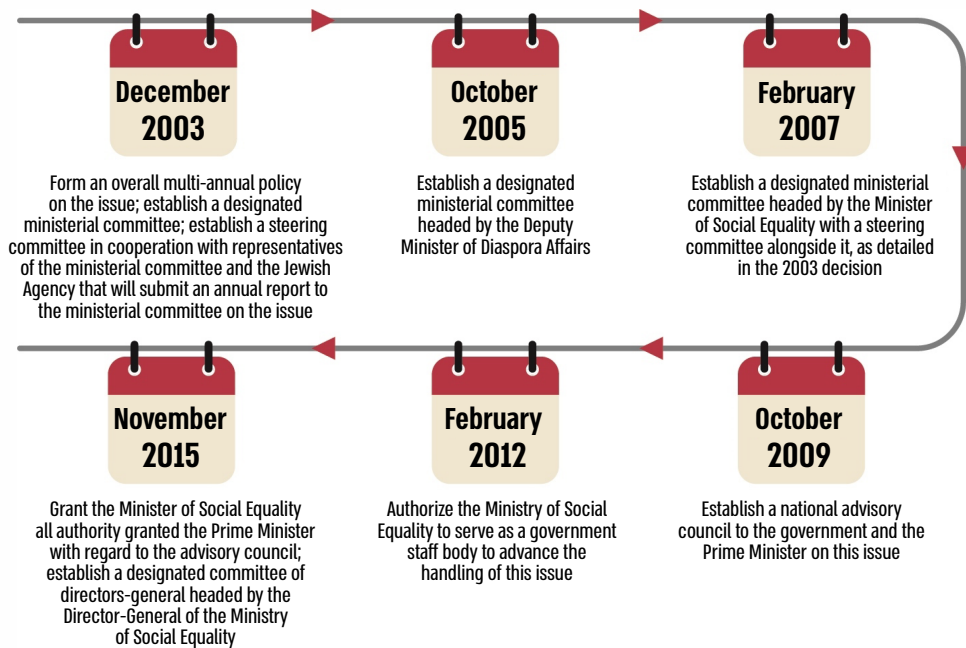 December
2003
Form an overall multi-annual policy
on the issue; establish a designated
ministerial committee; establish a steering
committee in cooperation with representatives
of the ministerial committee and the Jewish
Agency that will submit an annual report to
the ministerial committee on the issue
October
2005
Establish a designated
ministerial committee
headed by the Deputy
Minister of Diaspora Affairs
February
2007
Establish a designated ministerial
committee headed by the Minister
of Social Equality with a steering
committee alongside it, as detailed
in the 2003 decision
October
2009
Establish a national advisory
council to the government and the
Prime Minister on this issue
February
2012
Authorize the Ministry of Social
Equality to serve as a government
staff body to advance the
handling of this issue
November
2015
Grant the Minister of Social Equality
all authority granted the Prime Minister
with regard to the advisory council;
establish a designated committee of
directors-general headed by the
Director-General of the Ministry
of Social Equality